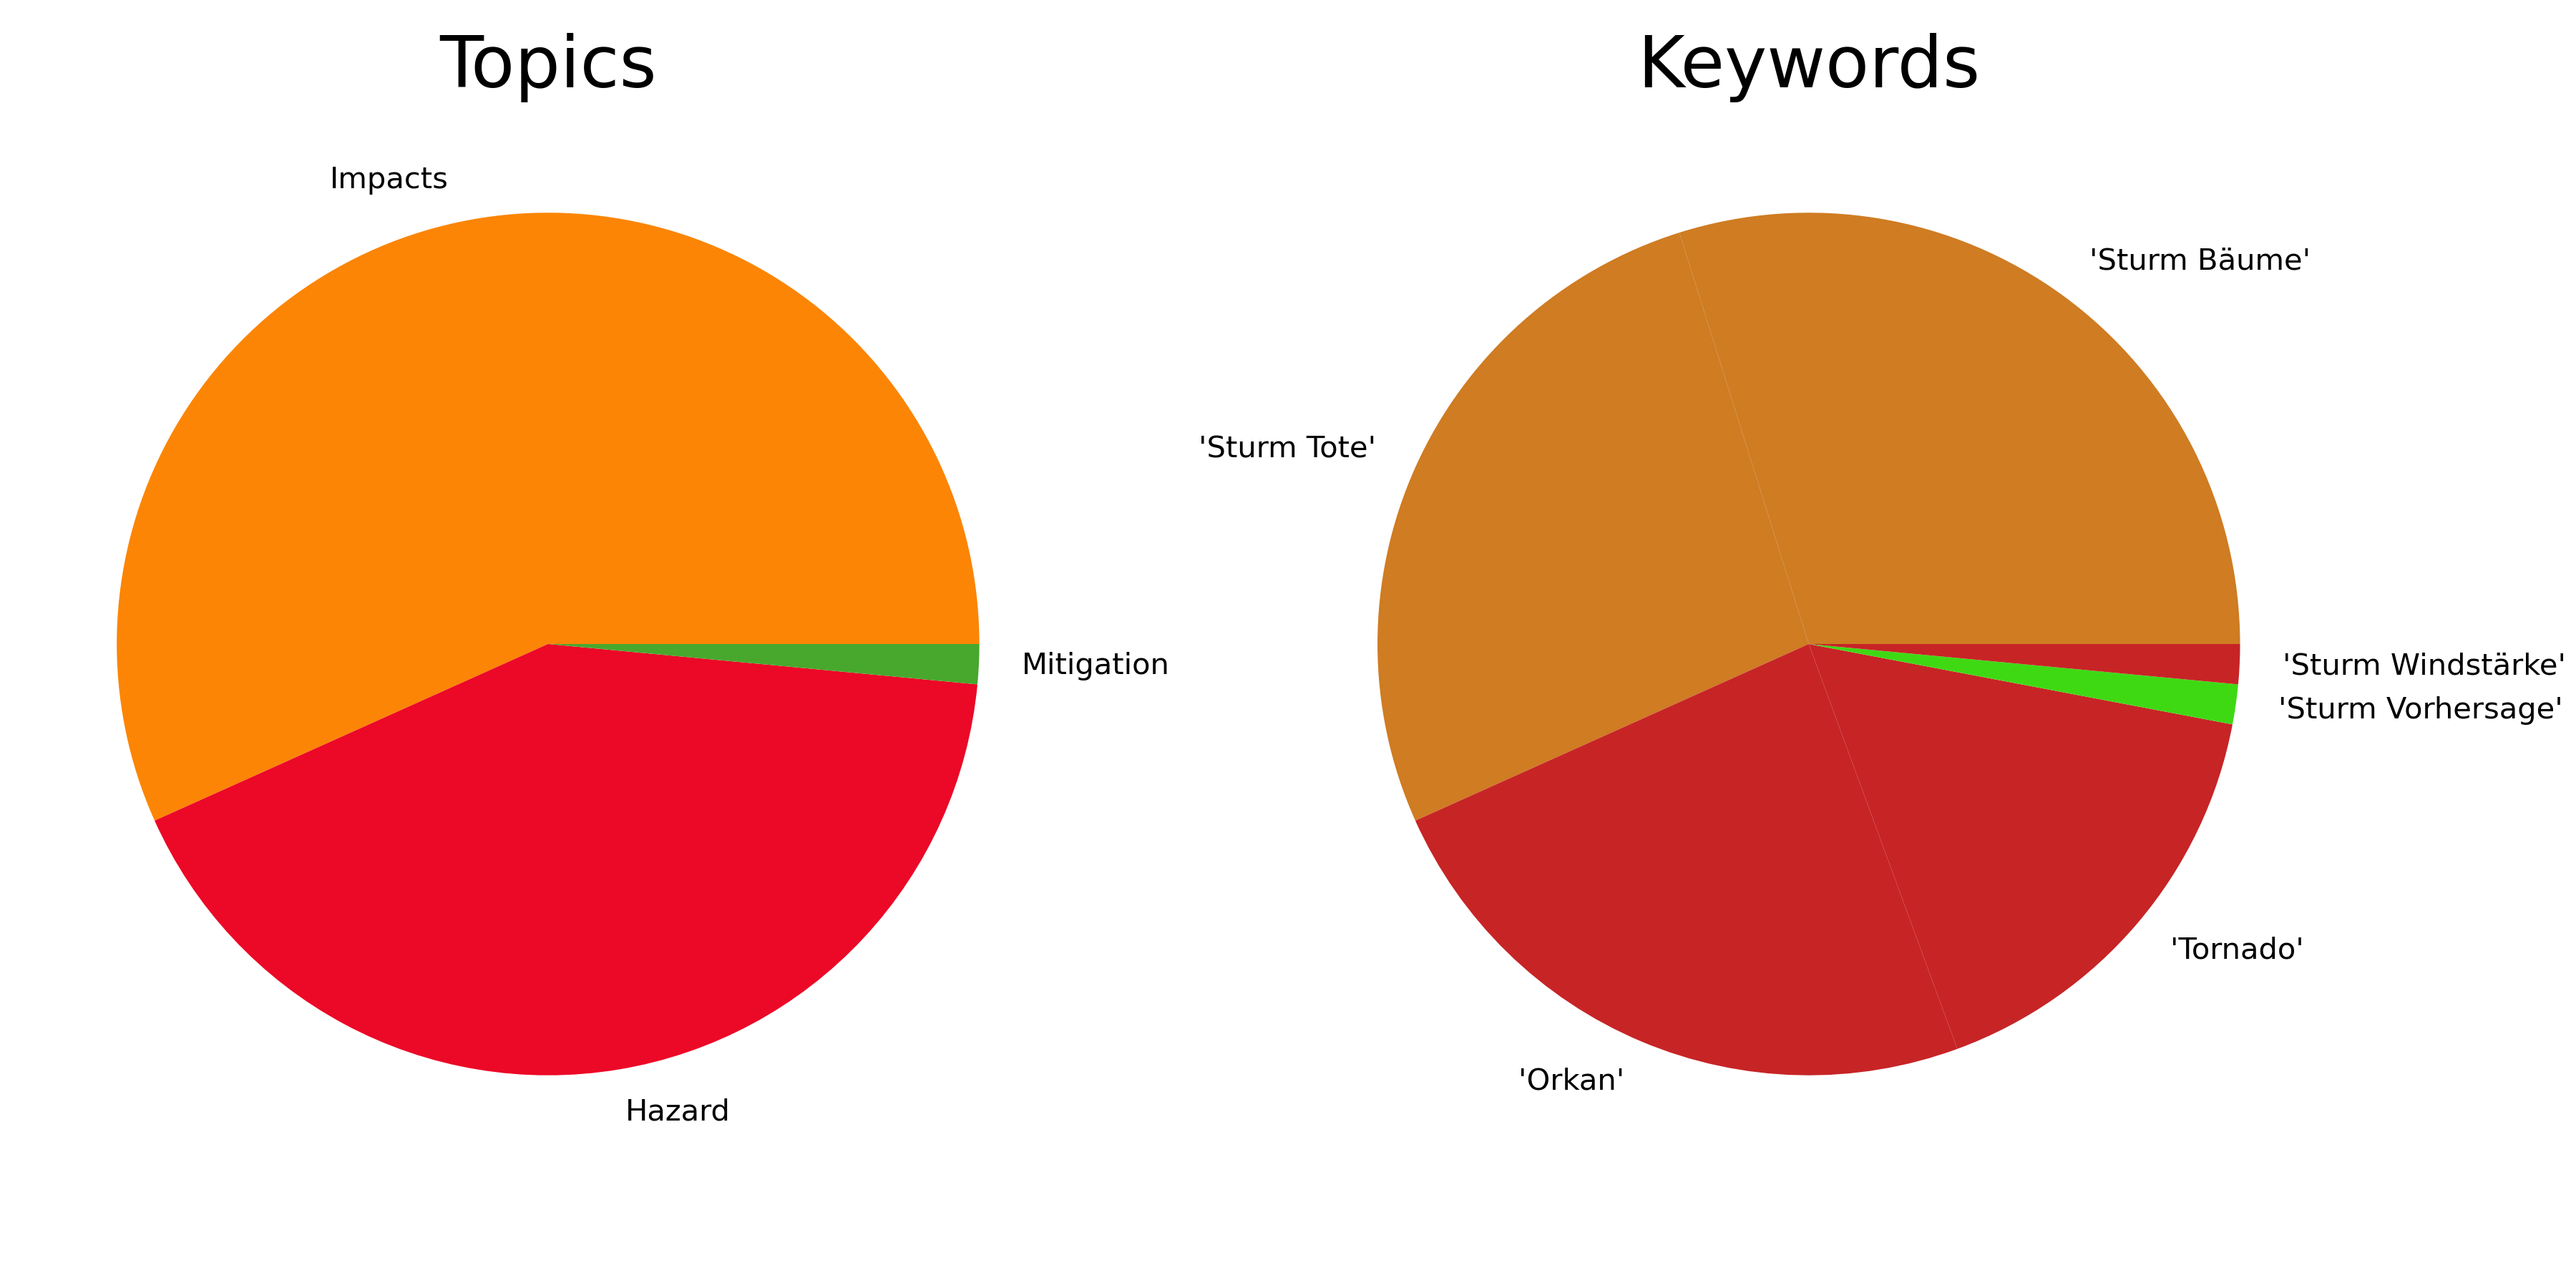 Topics
Impacts
Mitigation
Hazard
Keywords
'Sturm Bäume'
'Sturm Tote'
'Sturm Windstärke'
'Sturm Vorhersage'
'Tornado'
'Orkan'